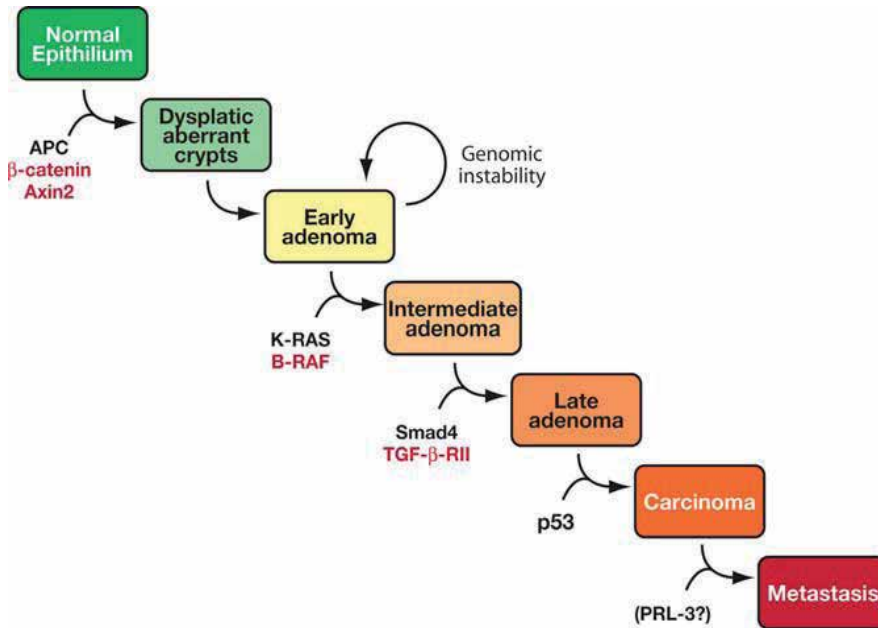 Normal
Epithilium
APC
β-catenin
Axin2
Dysplatic
aberrant
crypts
Genomic
instability
Early
adenoma
K-RAS
B-RAF
Intermediate
adenoma
Smad4
TGF-β-RII
Late
adenoma
p53
Carcinoma
(PRL-3?)
Metastasis